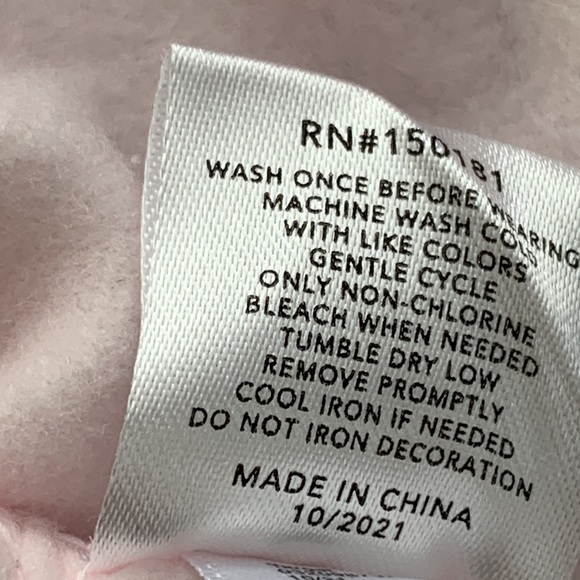 RN#150181
WASH ONCE BEFORE WEARING
MACHINE WASH COLD
WITH LIKE COLORS
GENTLE CYCLE
ONLY NON-CHLORINE
BLEACH WHEN NEEDED
TUMBLE DRY LOW
REMOVE PROMPTLY
COOL IRON IF NEEDED
DO NOT IRON DECORATION
MADE IN CHINA
10/2021